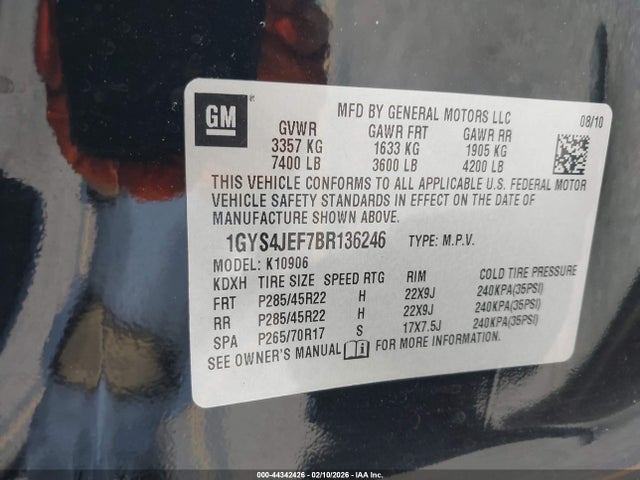 GM
MFD BY GENERAL MOTORS LLC 08/10
GVWR GAWR FRT GAWR RR
3357 KG 1633 KG 1905 KG
7400 LB 3600 LB 4200 LB
THIS VEHICLE CONFORMS TO ALL APPLICABLE U.S. FEDERAL MOTOR
VEHICLE SAFETY STANDARDS IN EFFECT ON THE DATE OF
MANUFACTURE SHOWN ABOVE.
1GYS4JEF7BR136246 TYPE: M.P.V.
MODEL: K10906
KDXH TIRE SIZE SPEED RTG RIM COLD TIRE PRESSURE
FRT P285/45R22 H 22X9J 240KPA(35PSI)
RR P285/45R22 H 22X9J 240KPA(35PSI)
SPA P265/70R17 S 17X7.5J 240KPA(35PSI)
SEE OWNER'S MANUAL FOR MORE INFORMATION.
000-44342426 - 02/10/2026 - IAA Inc.